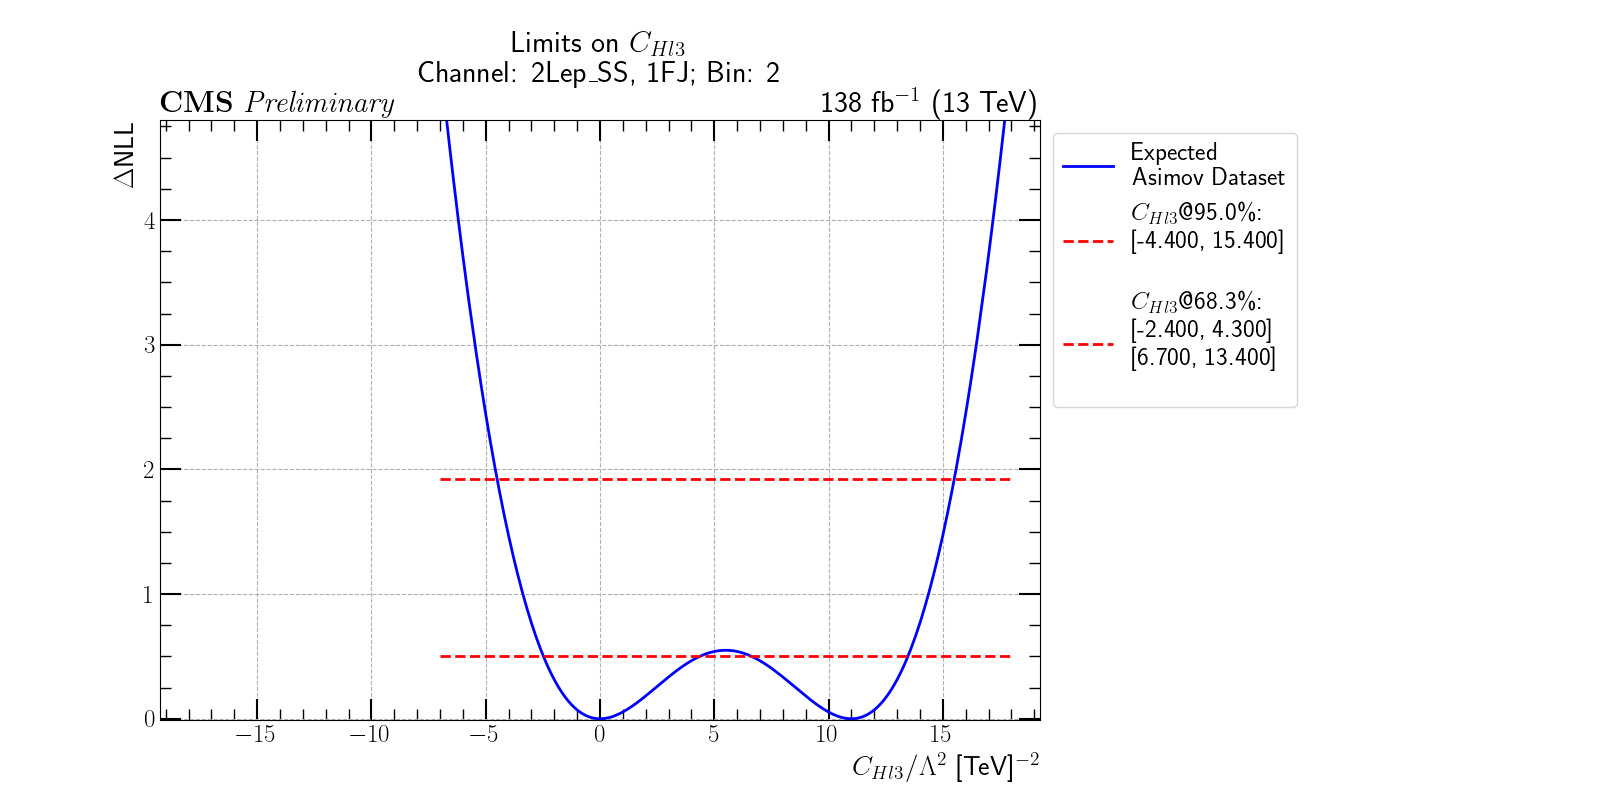 Limits on C_{Hl3}
Channel: 2Lep_SS, 1FJ; Bin: 2
CMS Preliminary
138 fb^{-1} (13 TeV)
ΔNLL
4
3
2
1
0
−15 −10 −5 0 5 10 15
C_{Hl3}/Λ^2 [TeV]^{-2}
Expected
Asimov Dataset
C_{Hl3}@95.0%:
[-4.400, 15.400]
C_{Hl3}@68.3%:
[-2.400, 4.300]
[6.700, 13.400]